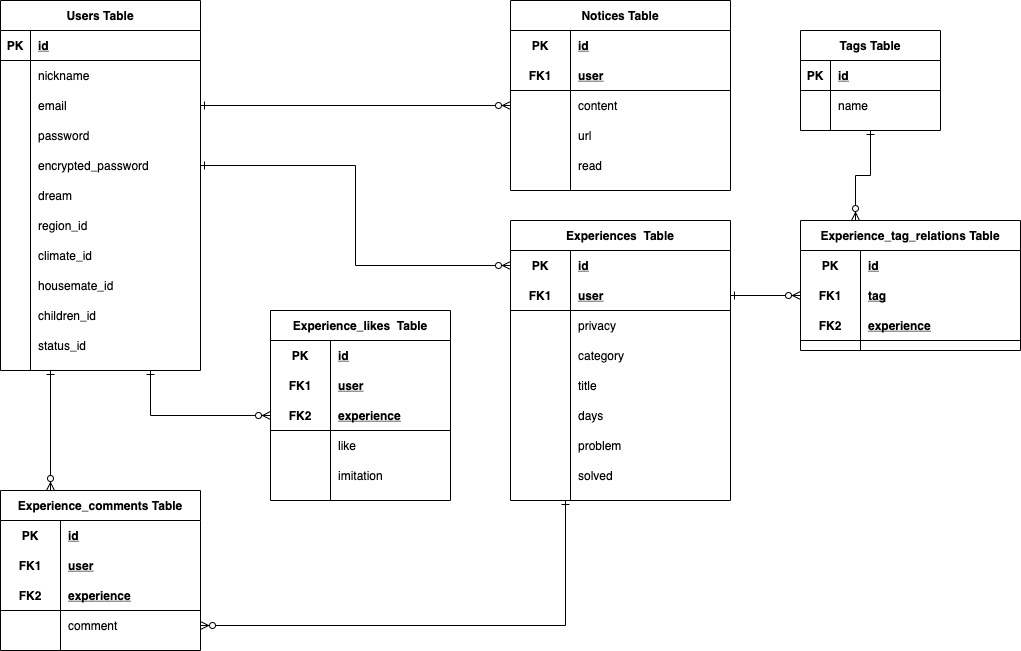 Users Table
PK id
nickname
email
password
encrypted_password
dream
region_id
climate_id
housemate_id
children_id
status_id
Notices Table
PK id
FK1 user
content
url
read
Tags Table
PK id
name
Experiences Table
PK id
FK1 user
privacy
category
title
days
problem
solved
Experience_tag_relations Table
PK id
FK1 tag
FK2 experience
Experience_likes Table
PK id
FK1 user
FK2 experience
like
imitation
Experience_comments Table
PK id
FK1 user
FK2 experience
comment